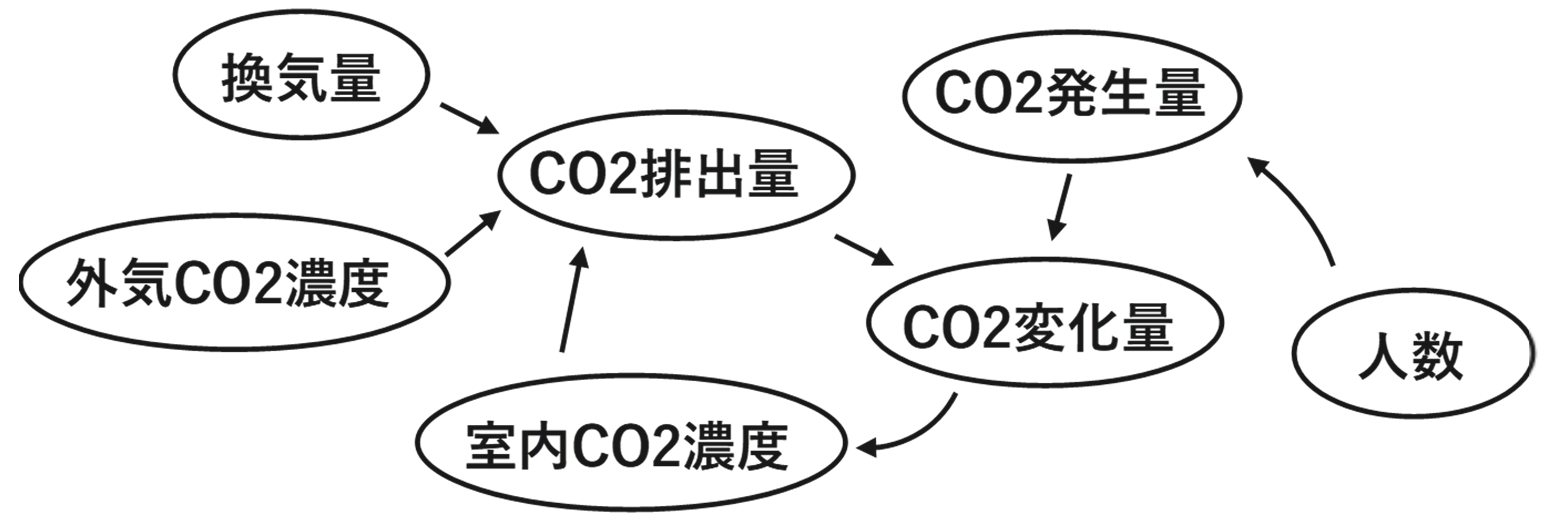 換気量
CO2発生量
CO2排出量
外気CO2濃度
CO2変化量
人数
室内CO2濃度